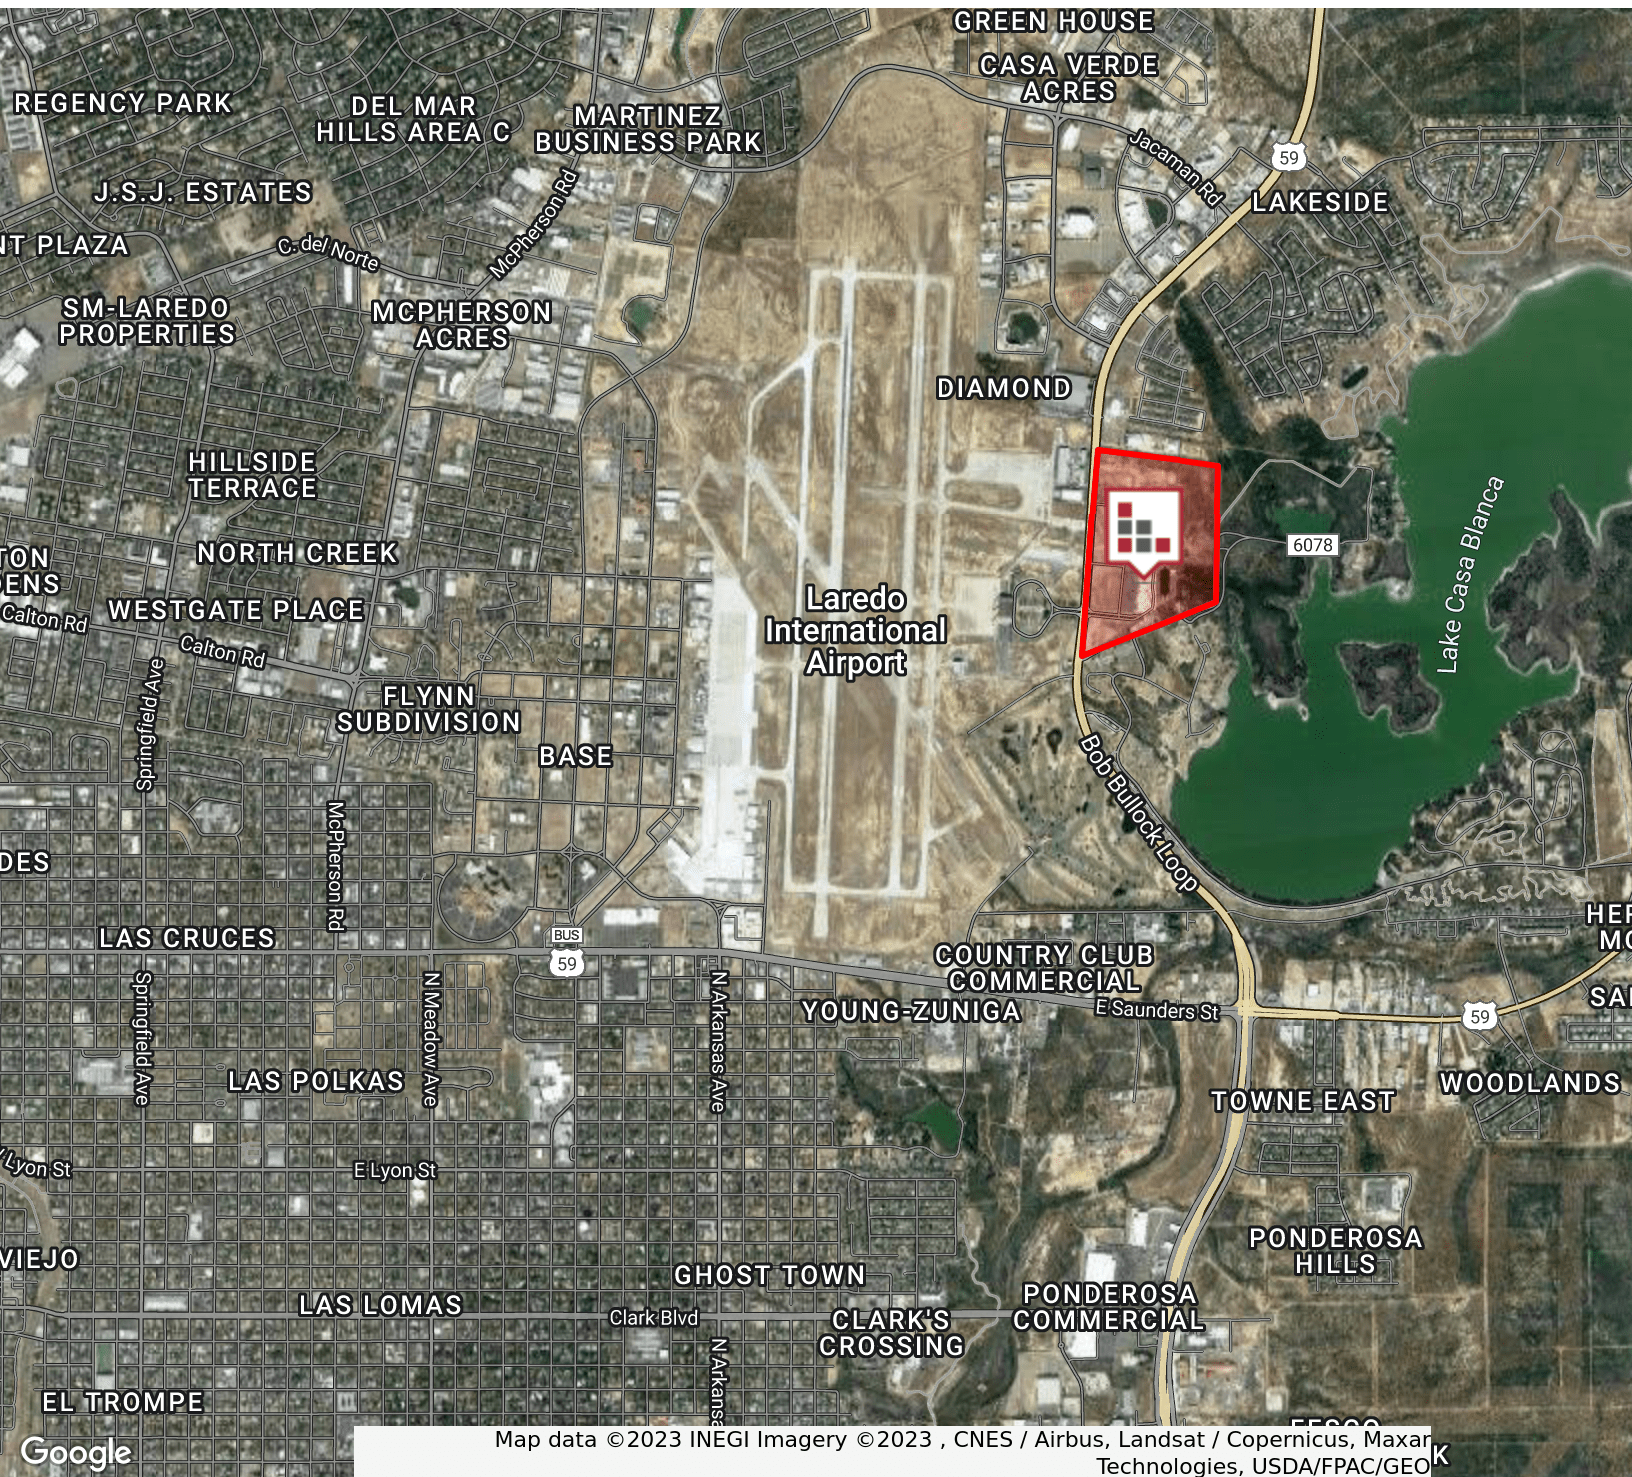 GREEN HOUSE
CASA VERDE
ACRES
REGENCY PARK
DEL MAR
HILLS AREA C
MARTINEZ
BUSINESS PARK
Jacaman Rd
59
J.S.J. ESTATES
McPherson Rd
LAKESIDE
NT PLAZA
C. del Norte
SM-LAREDO
PROPERTIES
MCPHERSON
ACRES
DIAMOND
HILLSIDE
TERRACE
Lake Casa Blanca
6078
NORTH CREEK
TON
DENS
Calton Rd
WESTGATE PLACE
Calton Rd
Laredo
International
Airport
Springfield Ave
FLYNN
SUBDIVISION
BASE
Bob Bullock Loop
McPherson Rd
DES
LAS CRUCES
BUS
59
COUNTRY CLUB
COMMERCIAL
HER
MO
Springfield Ave
N Meadow Ave
N Arkansas Ave
YOUNG-ZUNIGA
E Saunders St
59
SA
LAS POLKAS
TOWNE EAST
WOODLANDS
Lyon St
E Lyon St
VIEJO
GHOST TOWN
PONDEROSA
HILLS
LAS LOMAS
Clark Blvd
CLARK'S
CROSSING
PONDEROSA
COMMERCIAL
N Arkansa
EL TROMPE
K
Google
Map data ©2023 INEGI Imagery ©2023 , CNES / Airbus, Landsat / Copernicus, Maxar
Technologies, USDA/FPAC/GEO